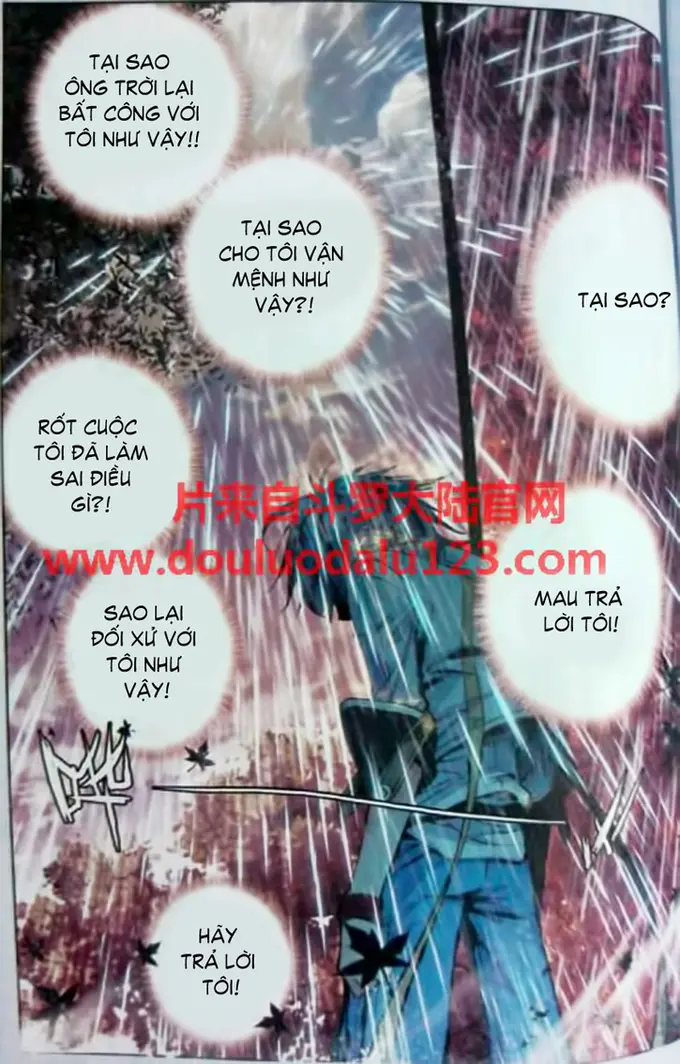 TẠI SAO
ÔNG TRỜI LẠI
BẤT CÔNG VỚI
TÔI NHƯ VẬY!!
TẠI SAO
CHO TÔI VẬN
MỆNH NHƯ
VẬY?!
TẠI SAO?
RỐT CUỘC
TÔI ĐÃ LÀM
SAI ĐIỀU
GÌ?!
片来自斗罗大陆官网
www.douluodalu123.com
MAU TRẢ
LỜI TÔI!
SAO LẠI
ĐỐI XỬ VỚI
TÔI NHƯ
VẬY!
HÃY
TRẢ LỜI
TÔI!